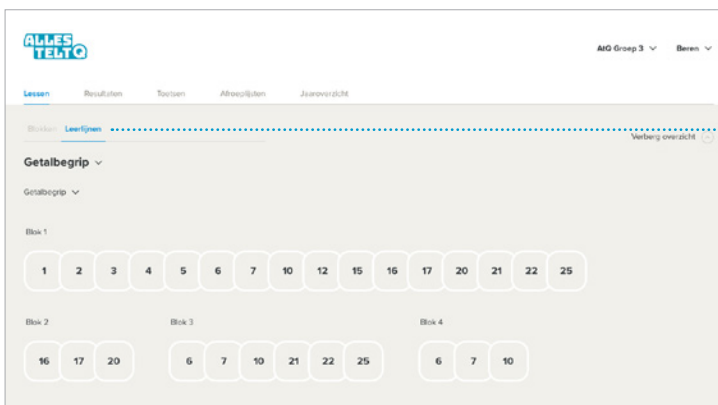 ALLES
TELT Q
AtG Groep 3 Beren
Lessen Resultaten Toetsen Afroeplijsten Jaaroverzicht
Blokken Leerlijnen
Verberg overzicht
Getalbegrip
Getalbegrip
Blok 1
1 2 3 4 5 6 7 10 12 15 16 17 20 21 22 25
Blok 2 Blok 3 Blok 4
16 17 20 6 7 10 21 22 25 6 7 10